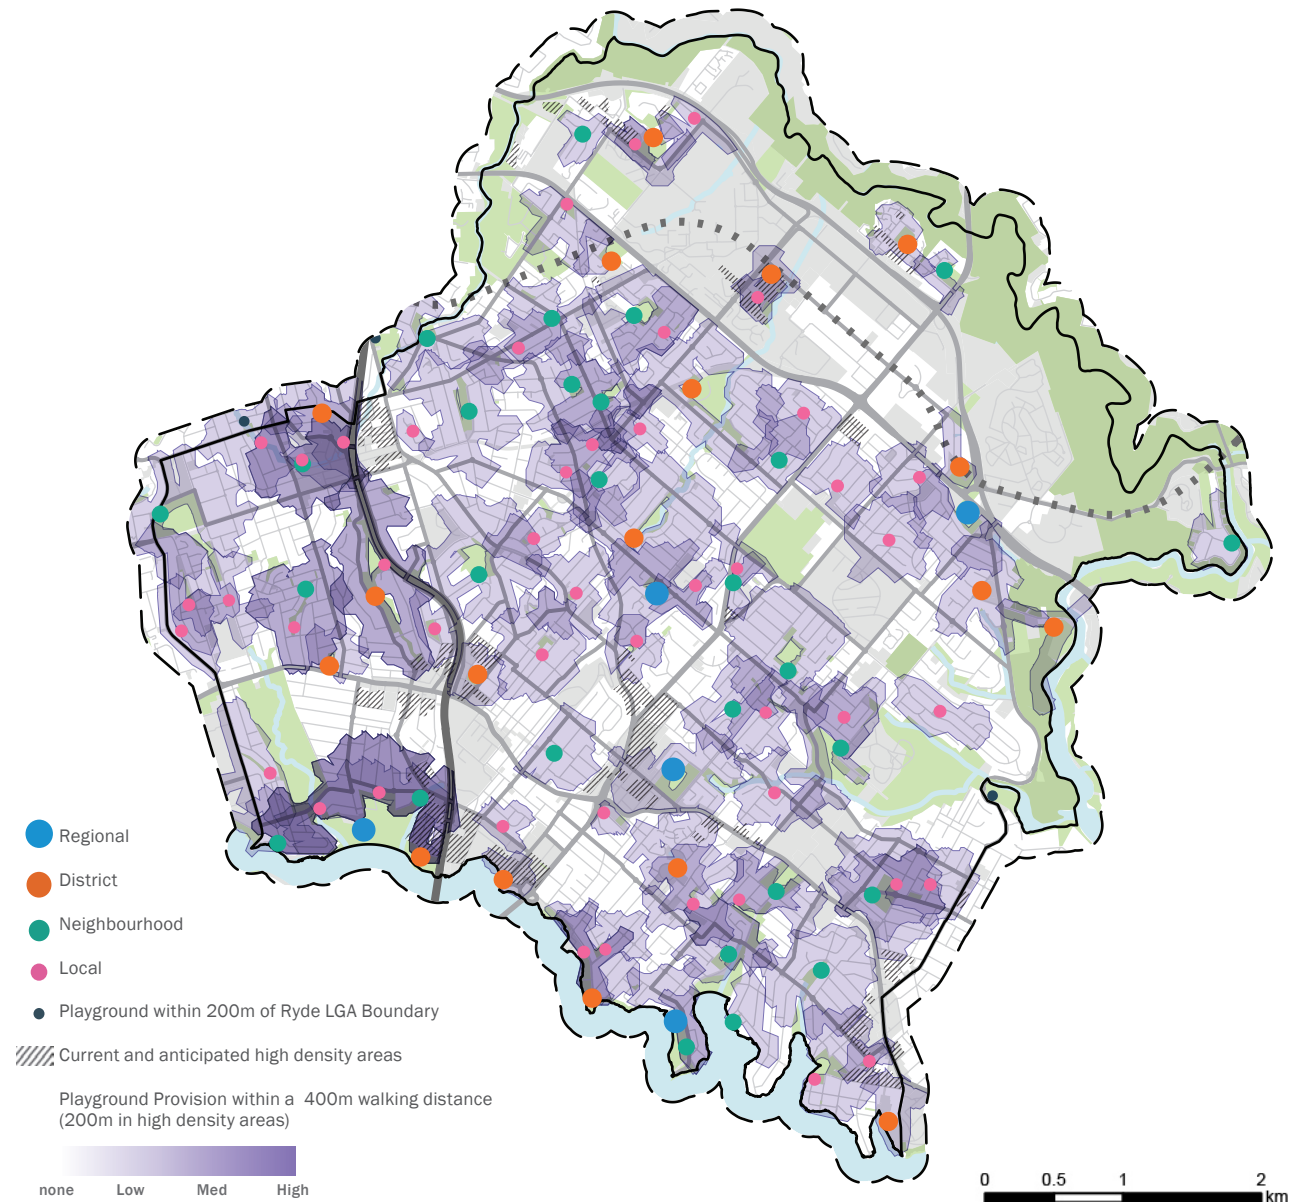 Regional
District
Neighbourhood
Local
Playground within 200m of Ryde LGA Boundary
Current and anticipated high density areas
Playground Provision within a 400m walking distance
(200m in high density areas)
none Low Med High
0 0.5 1 2
km